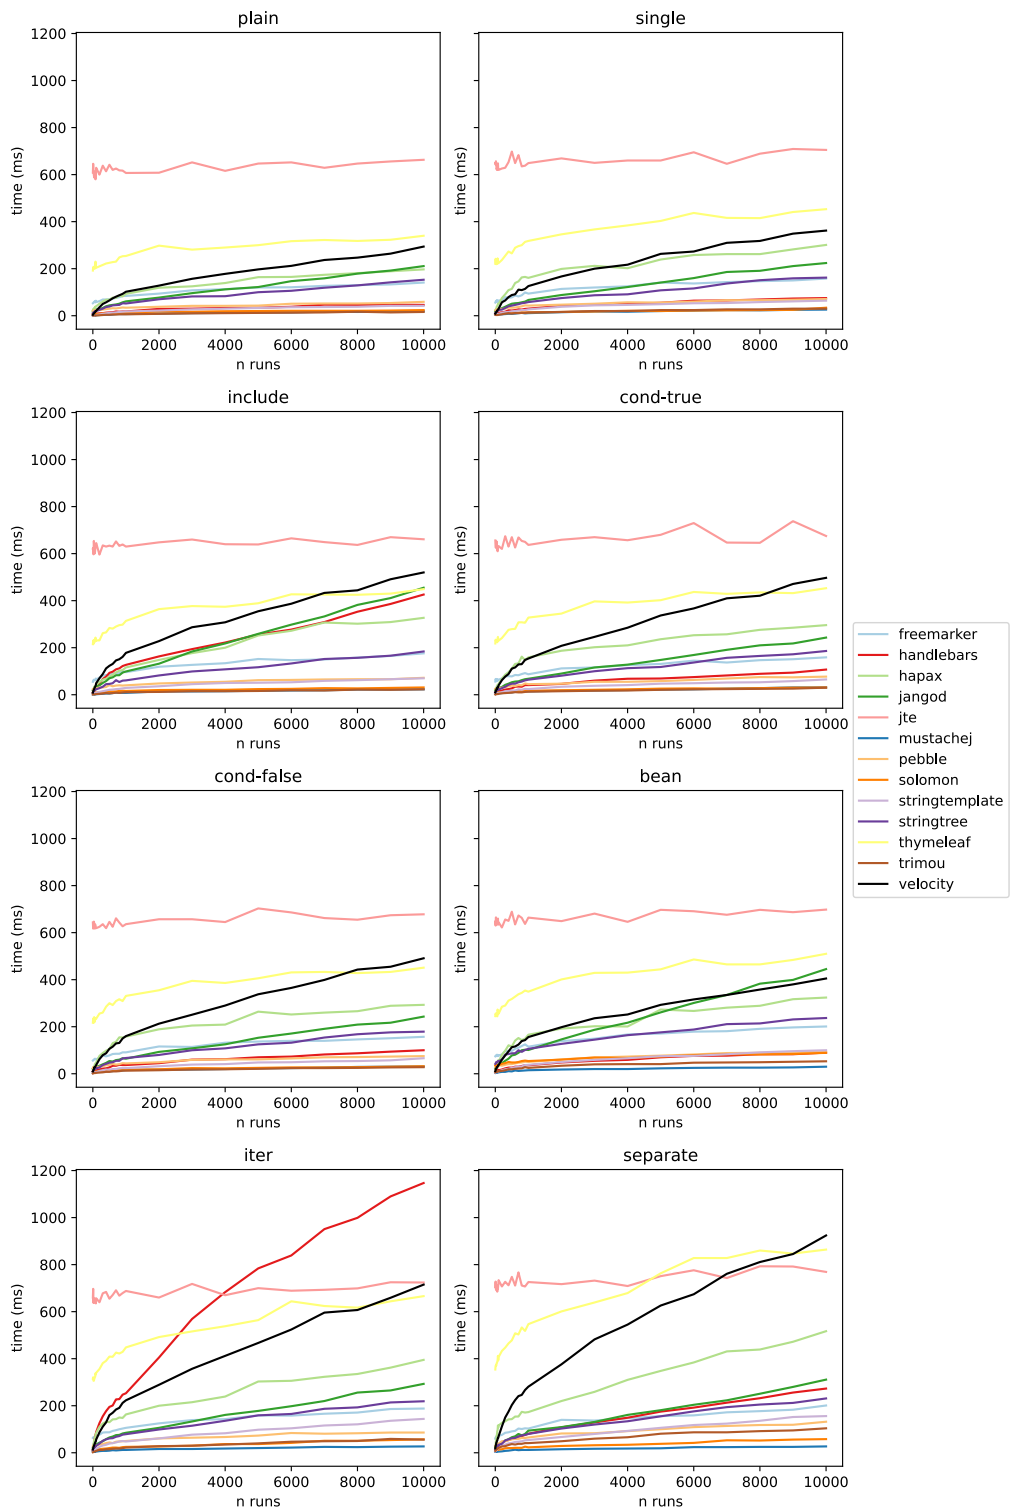 plain
single
1200
1000
800
600
400
200
0
time (ms)
time (ms)
0 2000 4000 6000 8000 10000
0 2000 4000 6000 8000 10000
n runs
n runs
include
cond-true
1200
1000
800
600
400
200
0
time (ms)
time (ms)
0 2000 4000 6000 8000 10000
0 2000 4000 6000 8000 10000
n runs
n runs
freemarker
handlebars
hapax
jangod
jte
mustachej
pebble
solomon
stringtemplate
stringtree
thymeleaf
trimou
velocity
cond-false
bean
1200
1000
800
600
400
200
0
time (ms)
time (ms)
0 2000 4000 6000 8000 10000
0 2000 4000 6000 8000 10000
n runs
n runs
iter
separate
1200
1000
800
600
400
200
0
time (ms)
time (ms)
0 2000 4000 6000 8000 10000
0 2000 4000 6000 8000 10000
n runs
n runs